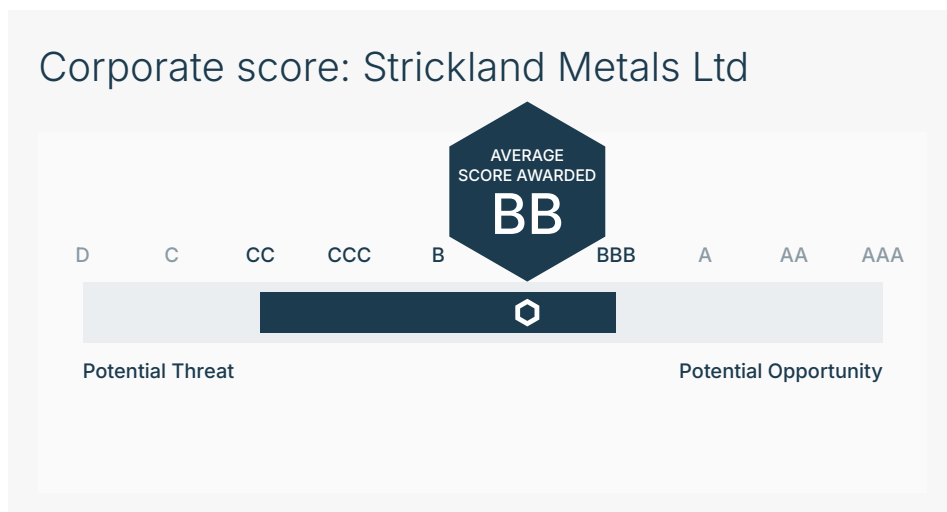 Corporate score: Strickland Metals Ltd
AVERAGE
SCORE AWARDED
BB
D C CC CCC B BBB A AA AAA
Potential Threat Potential Opportunity